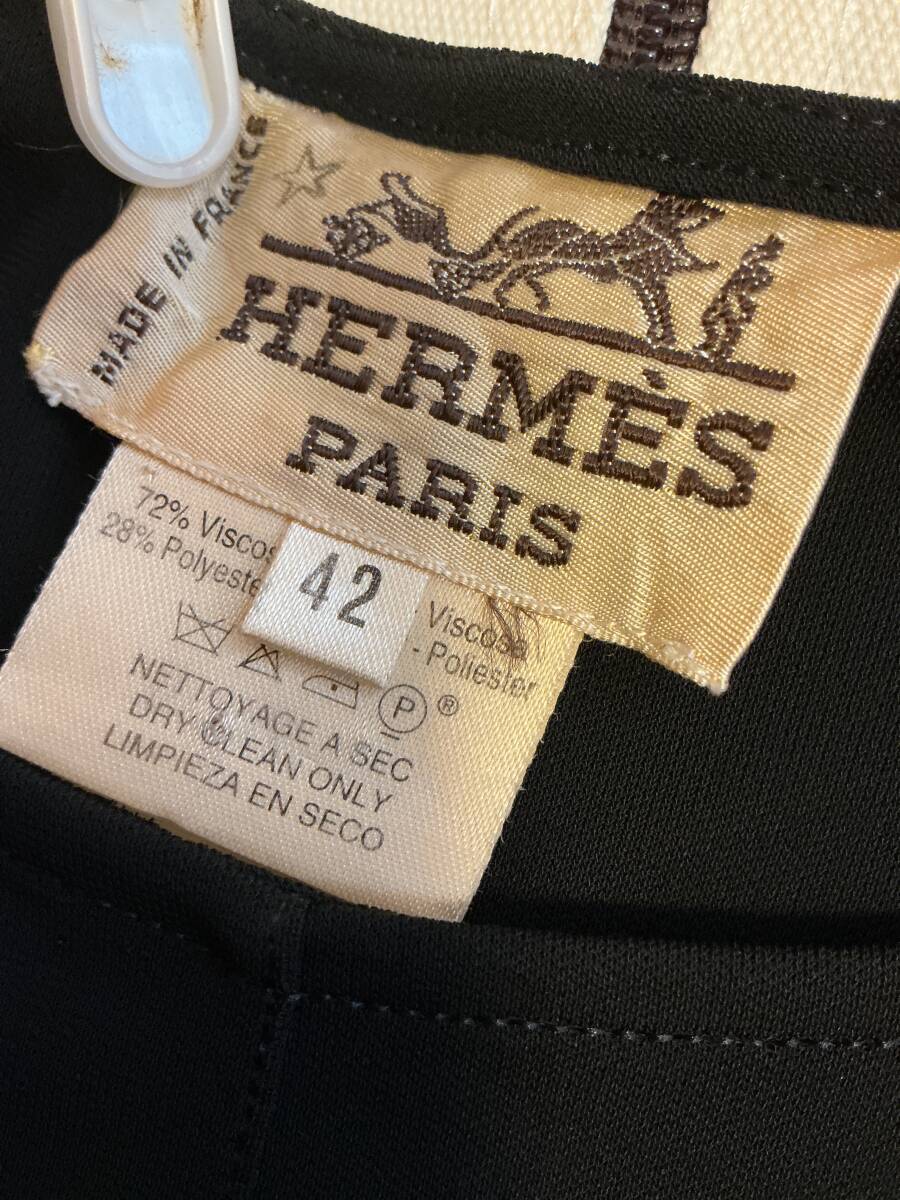 MADE IN FRANCE
HERMÈS
PARIS
72% Viscos
28% Polyeste
42
Viscosa
-Poliester
P ®
NETTOYAGE A SEC
DRY CLEAN ONLY
LIMPIEZA EN SECO